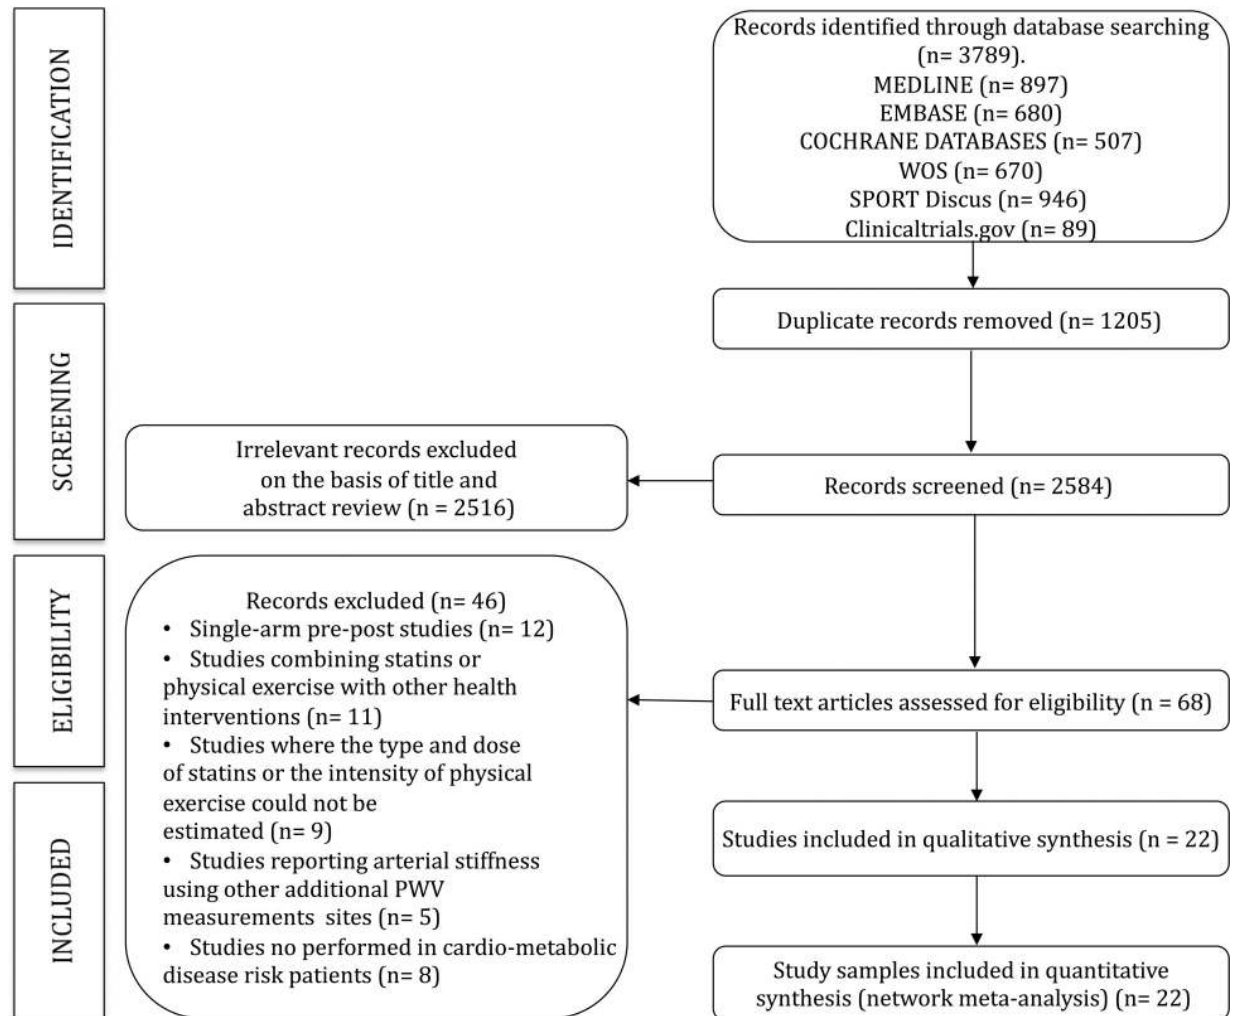 IDENTIFICATION
Records identified through database searching
(n= 3789).
MEDLINE (n= 897)
EMBASE (n= 680)
COCHRANE DATABASES (n= 507)
WOS (n= 670)
SPORT Discus (n= 946)
Clinicaltrials.gov (n= 89)
SCREENING
Duplicate records removed (n= 1205)
Irrelevant records excluded
on the basis of title and
abstract review (n = 2516)
Records screened (n= 2584)
ELIGIBILITY
Records excluded (n= 46)
• Single-arm pre-post studies (n= 12)
• Studies combining statins or
physical exercise with other health
interventions (n= 11)
• Studies where the type and dose
of statins or the intensity of physical
exercise could not be
estimated (n= 9)
• Studies reporting arterial stiffness
using other additional PWV
measurements sites (n= 5)
• Studies no performed in cardio-metabolic
disease risk patients (n= 8)
Full text articles assessed for eligibility (n = 68)
INCLUDED
Studies included in qualitative synthesis (n = 22)
Study samples included in quantitative
synthesis (network meta-analysis) (n= 22)